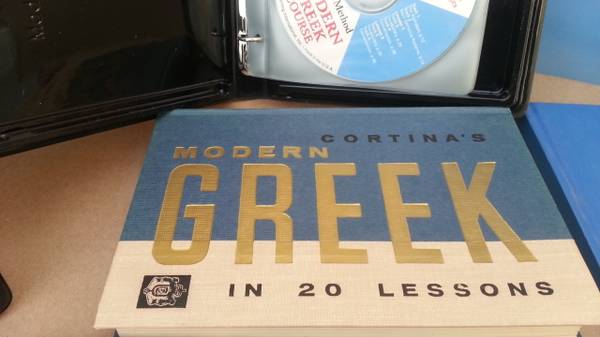 Method
MODERN
GREEK
COURSE
CORTINA'S
MODERN
GREEK
IN 20 LESSONS